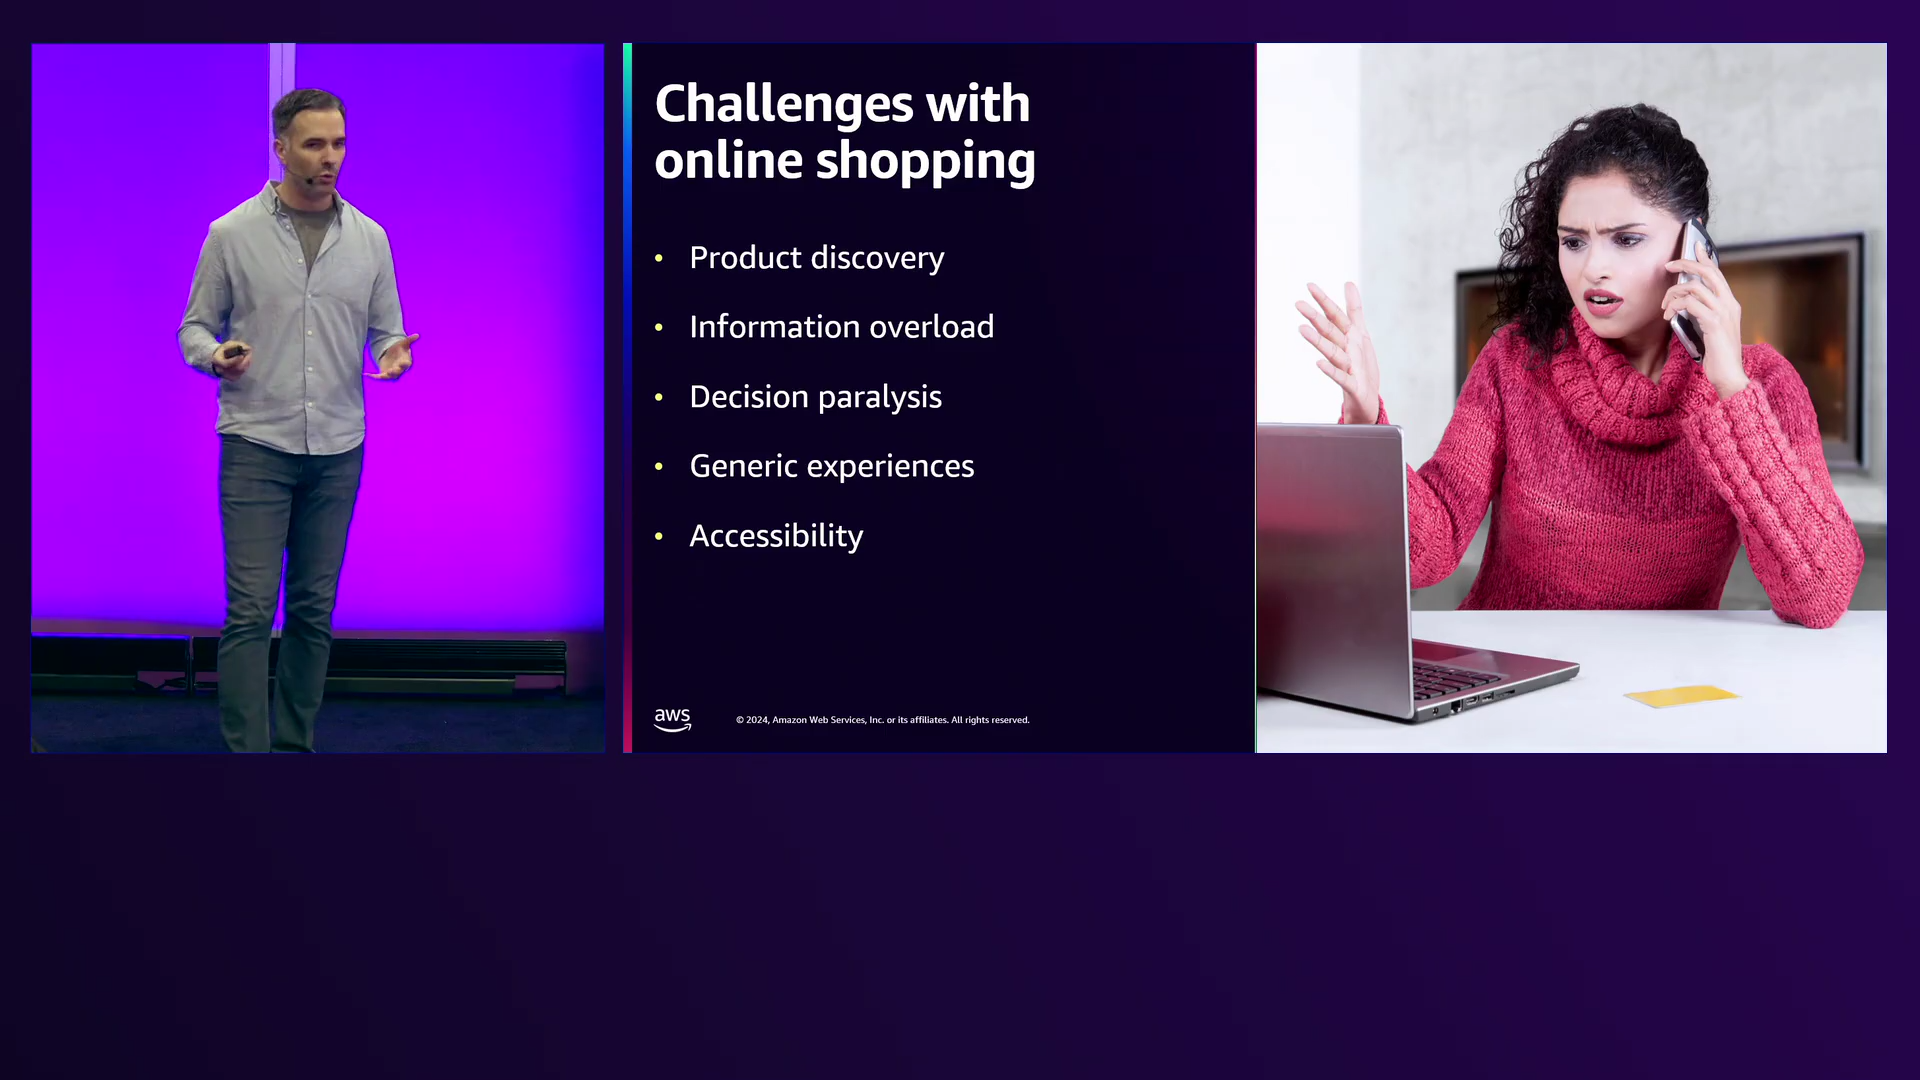 Challenges with
online shopping
• Product discovery
• Information overload
• Decision paralysis
• Generic experiences
• Accessibility
aws
© 2024, Amazon Web Services, Inc. or its affiliates. All rights reserved.